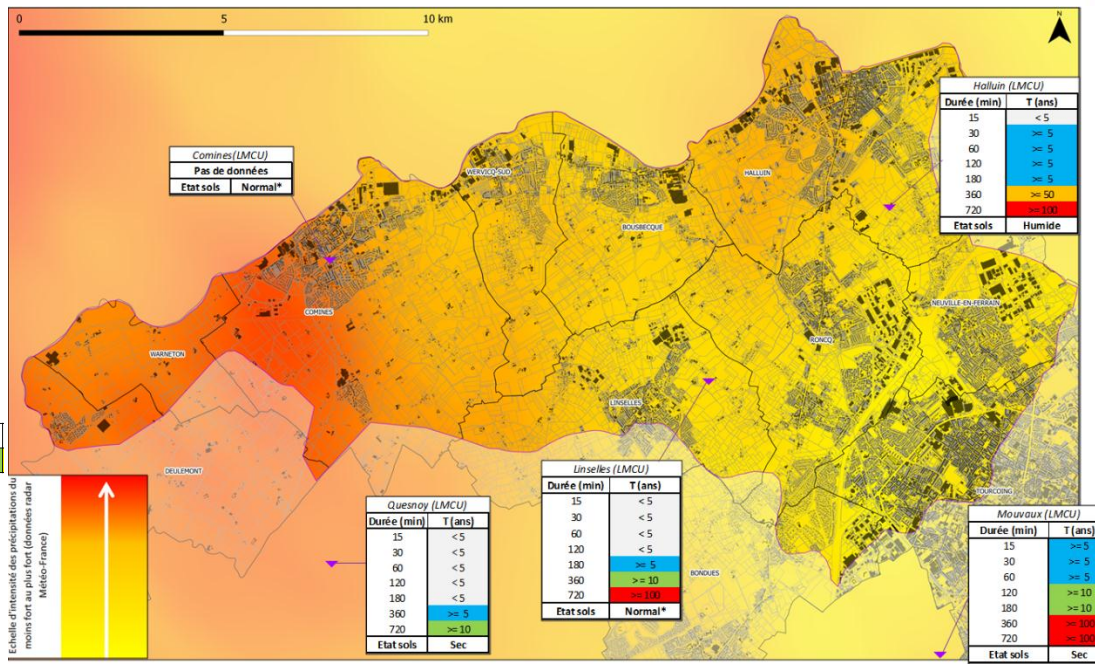 0 5 10 km
N
Halluin (LMCU)
Durée (min) T (ans)
15 < 5
30 >= 5
60 >= 5
120 >= 5
180 >= 5
360 >= 50
720 >= 100
Etat sols Humide
Comines(LMCU)
Pas de données
Etat sols Normal*
WERVICQ-SUD
HALLUIN
BOUSBECQUE
NEUVILLE-EN-FERRAIN
COMINES
RONCQ
WARNETON
LINSELLES
DEULEMONT
TOURCOING
BONDUES
Echelle d'intensité des précipitations du
moins fort au plus fort (données radar
Météo-France)
Quesnoy (LMCU)
Durée (min) T (ans)
15 < 5
30 < 5
60 < 5
120 < 5
180 < 5
360 >= 5
720 >= 10
Etat sols Sec
Linselles (LMCU)
Durée (min) T (ans)
15 < 5
30 < 5
60 < 5
120 < 5
180 >= 5
360 >= 10
720 >= 100
Etat sols Normal*
Mouvaux (LMCU)
Durée (min) T (ans)
15 >= 5
30 >= 5
60 >= 5
120 >= 10
180 >= 10
360 >= 100
720 >= 100
Etat sols Sec